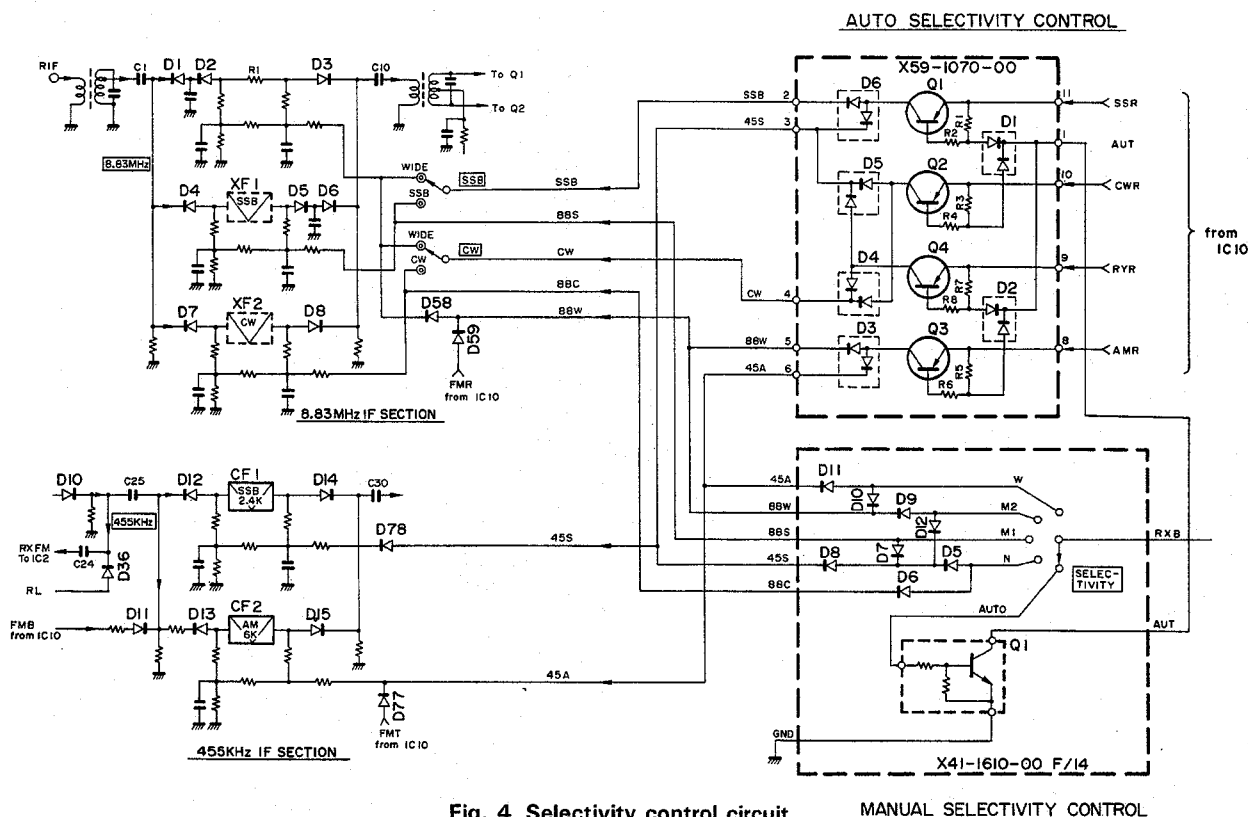 AUTO SELECTIVITY CONTROL
X59-1070-00
RIF
C1
D1
D2
R1
D3
C10
To Q1
To Q2
8.83MHz
D4
XF1
SSB
D5
D6
D7
XF2
CW
D8
8.83MHz IF SECTION
WIDE
SSB
SSB
SSB
88S
WIDE
CW
CW
CW
88C
D58
88W
D59
FMR
from IC10
SSB
2
45S
3
CW
4
88W
5
45A
6
D6
D5
D4
D3
Q1
R2
R1
D1
Q2
R4
R3
Q4
R8
R7
D2
Q3
R6
R5
11
SSR
1
AUT
10
CWR
9
RYR
8
AMR
from
IC10
D10
C25
D12
CF1
SSB
2.4K
D14
C30
455KHz
RXFM
To IC2
C24
D36
RL
D78
45S
FMB
from IC10
D11
D13
CF2
AM
6K
D15
45A
D77
FMT
from IC10
455KHz IF SECTION
45A
D11
W
D10
88W
D9
M2
D12
88S
M1
D7
45S
D8
D5
N
88C
D6
RXB
SELEC-
TIVITY
AUTO
AUT
Q1
GND
X41-1610-00 F/14
Fig. 4 Selectivity control circuit
MANUAL SELECTIVITY CONTROL